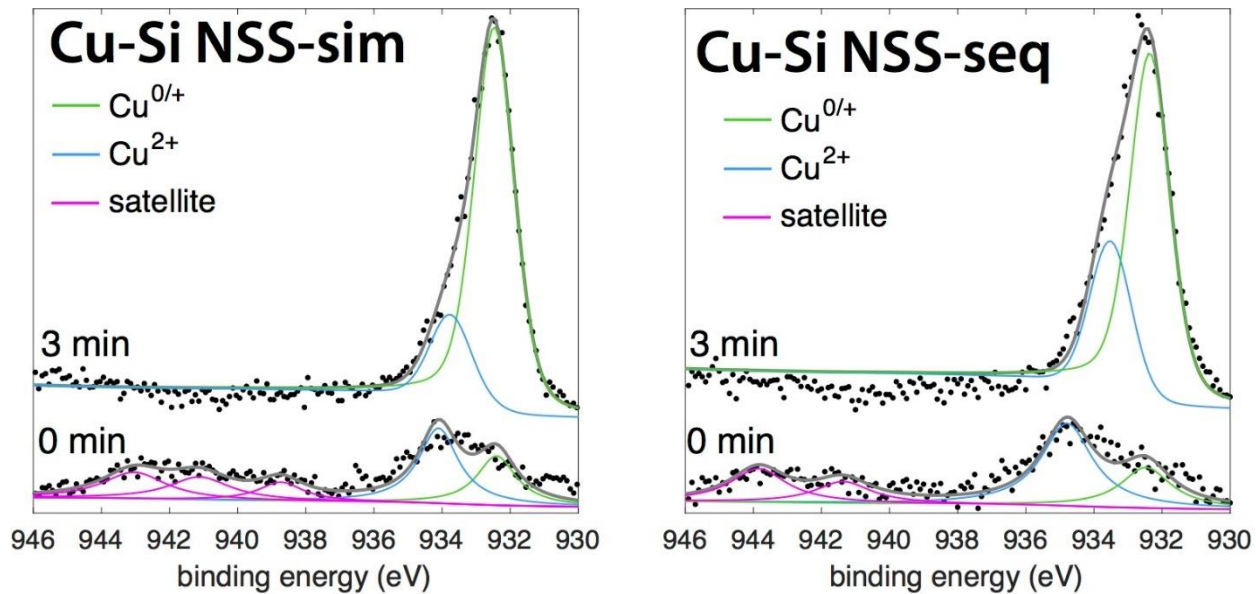 Cu-Si NSS-sim
Cu0/+
Cu2+
satellite
3 min
0 min
946 944 942 940 938 936 934 932 930
binding energy (eV)
Cu-Si NSS-seq
Cu0/+
Cu2+
satellite
3 min
0 min
946 944 942 940 938 936 934 932 930
binding energy (eV)